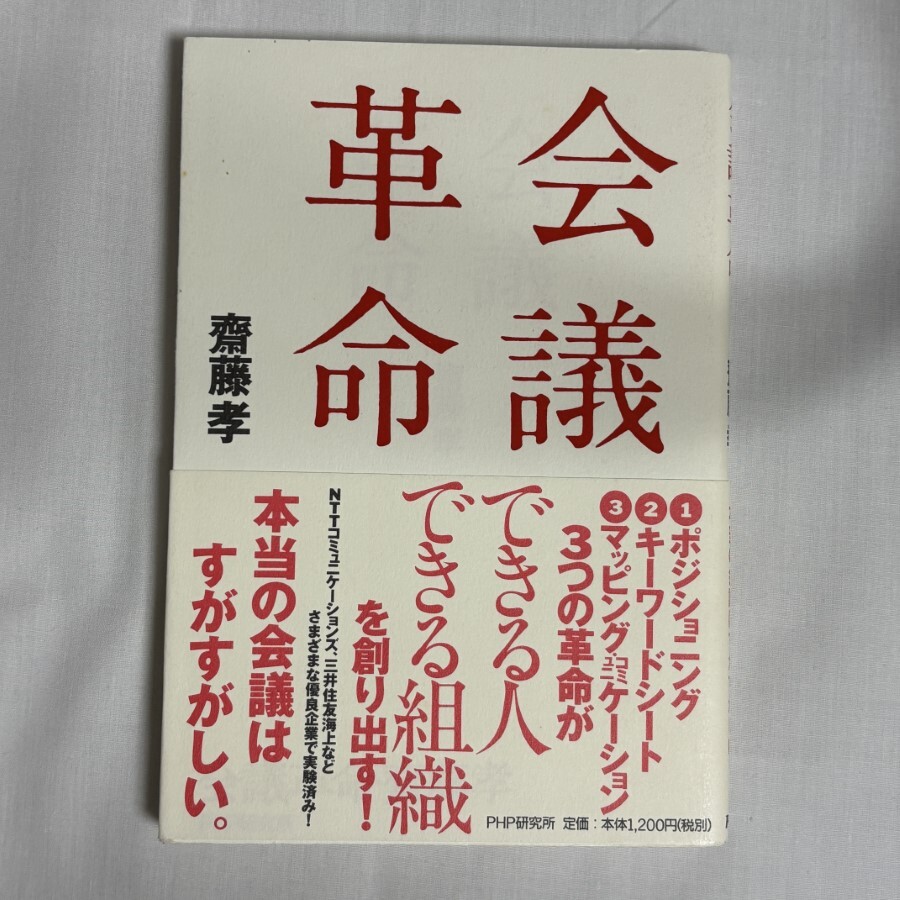 会議
革命
齋藤孝
❶ポジショニング
❷キーワードシート
❸マッピング・コミュニケーション
3つの革命が
できる人
できる組織
を創り出す!
NTTコミュニケーションズ、三井住友海上など
さまざまな優良企業で実験済み!
本当の会議は
すがすがしい。
PHP研究所 定価:本体1,200円(税別)